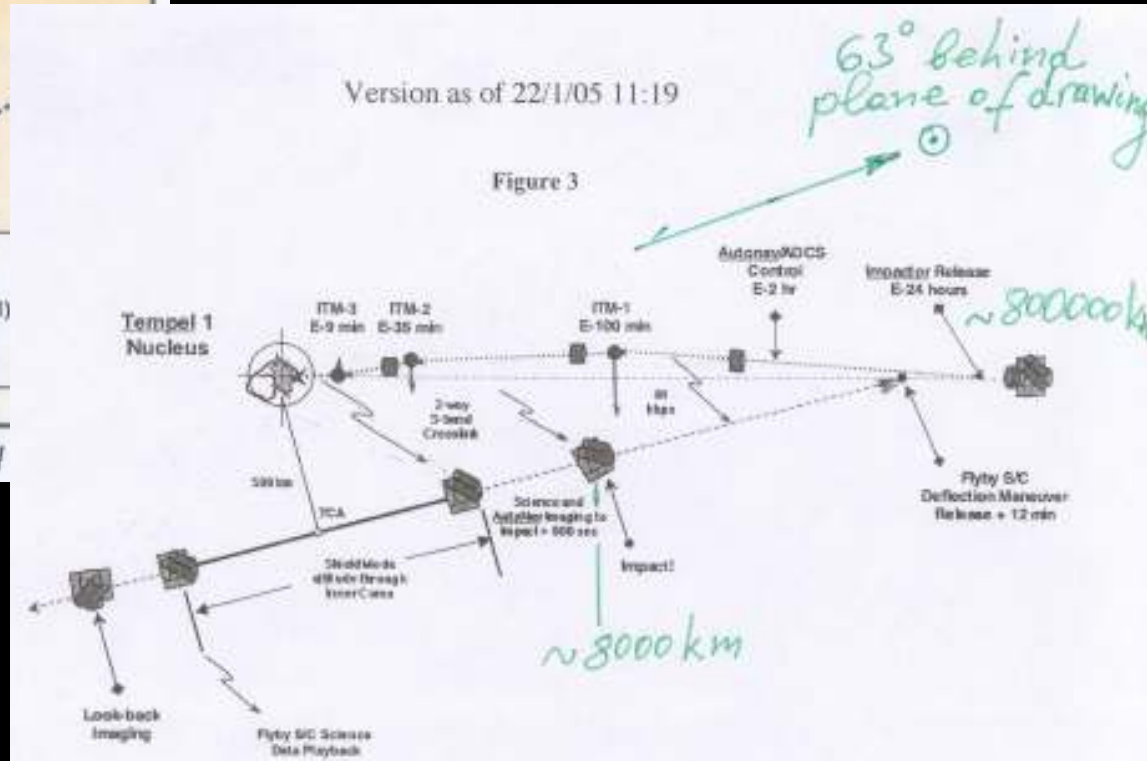 63° behind
plane of drawing
Version as of 22/1/05 11:19
Figure 3
Autonav/ADCS
Control
E-2 hr
Impactor Release
E-24 hours
~800000 k
ITM-3
E-9 min
ITM-2
E-35 min
ITM-1
E-100 min
Tempel 1
Nucleus
2-way
S-band
Crosslink
kbps
500 km
TCA
Science and
Imaging to
Impact + 800 sec
Flyby S/C
Deflection Maneuver
Release + 12 min
Shield Mode
through
Inner Coma
Impact!
~8000 km
Look-back
Imaging
Flyby S/C Science
Data Playback